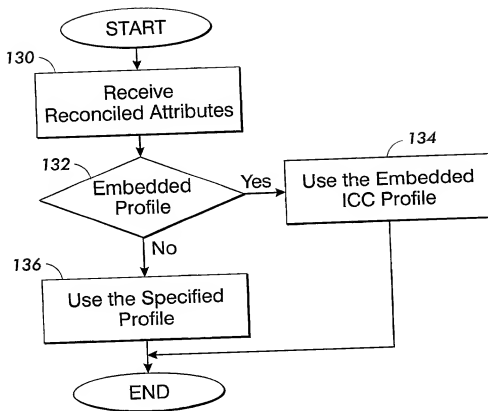 START
130
Receive
Reconciled Attributes
132
Embedded
Profile
Yes
134
Use the Embedded
ICC Profile
No
136
Use the Specified
Profile
END